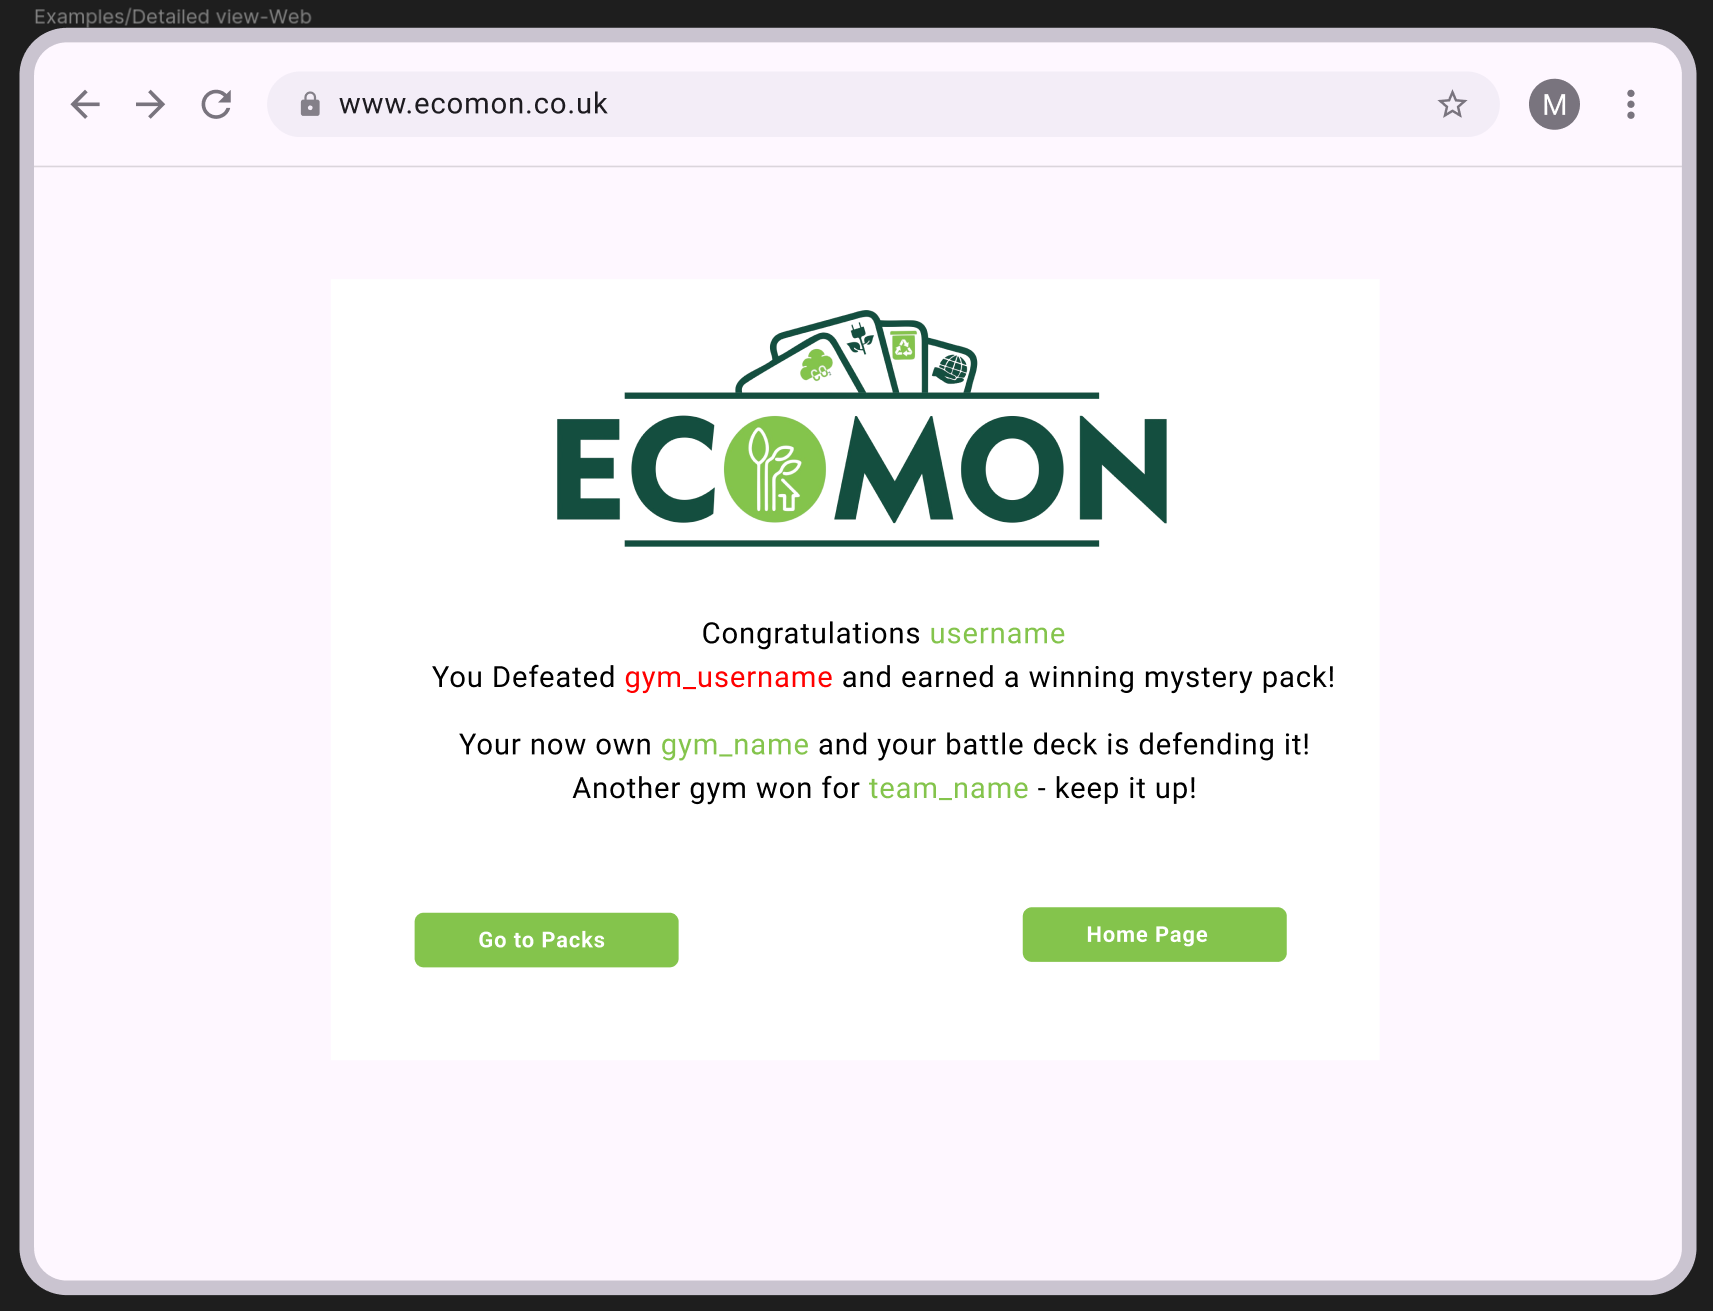 Examples/Detailed view-Web
www.ecomon.co.uk
M
CO₂
ECOMON
Congratulations username
You Defeated gym_username and earned a winning mystery pack!
Your now own gym_name and your battle deck is defending it!
Another gym won for team_name - keep it up!
Go to Packs
Home Page